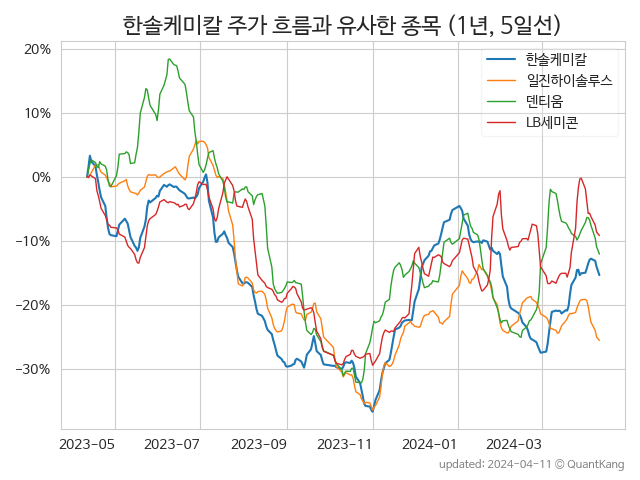 한솔케미칼 주가 흐름과 유사한 종목 (1년, 5일선)
한솔케미칼
일진하이솔루스
덴티움
LB세미콘
20%
10%
0%
−10%
−20%
−30%
2023-05 2023-07 2023-09 2023-11 2024-01 2024-03
updated: 2024-04-11 © QuantKang